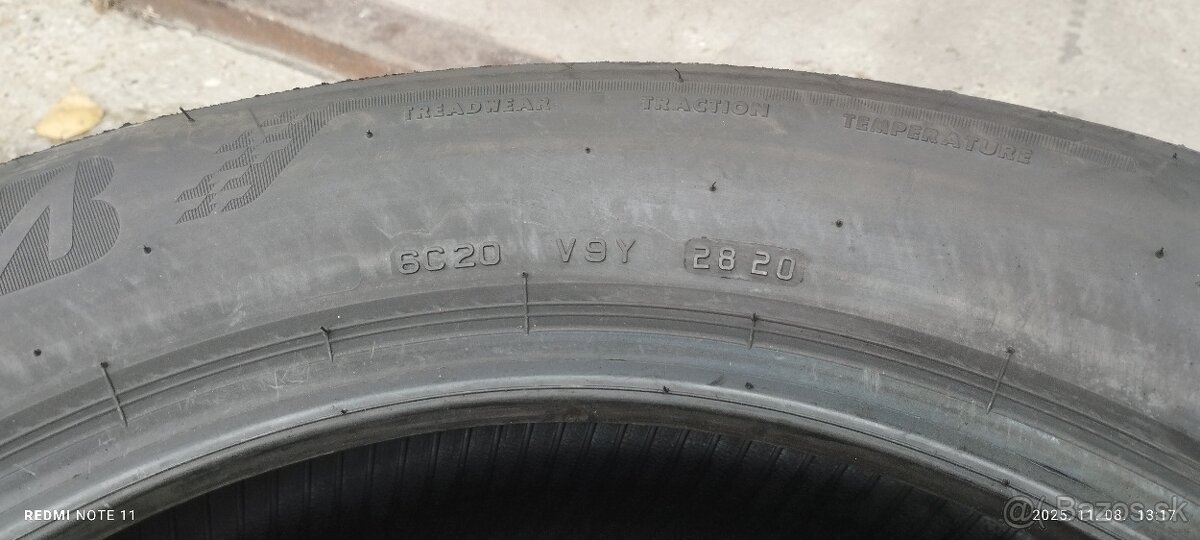 TREADWEAR TRACTION TEMPERATURE
B
6C20 V9Y 2820
REDMI NOTE 11
2025.11.08. 13:17
@ Bazos.sk